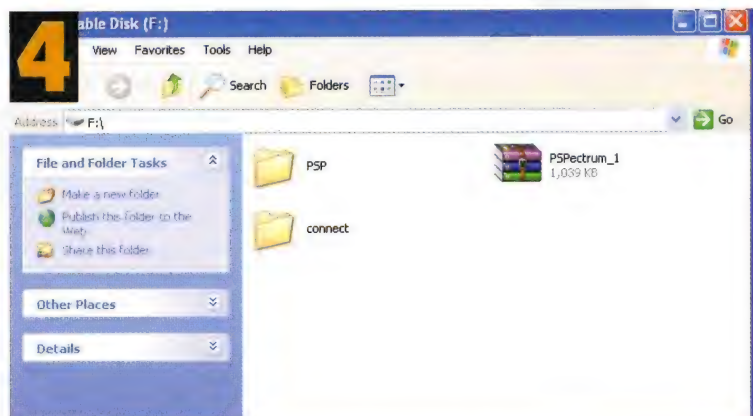 4
able Disk (F:)
View Favorites Tools Help
Search Folders
Address F:\ Go
File and Folder Tasks
Make a new folder
Publish this folder to the
Web
Share this folder
Other Places
Details
PSP
PSPectrum_1
1,039 KB
connect